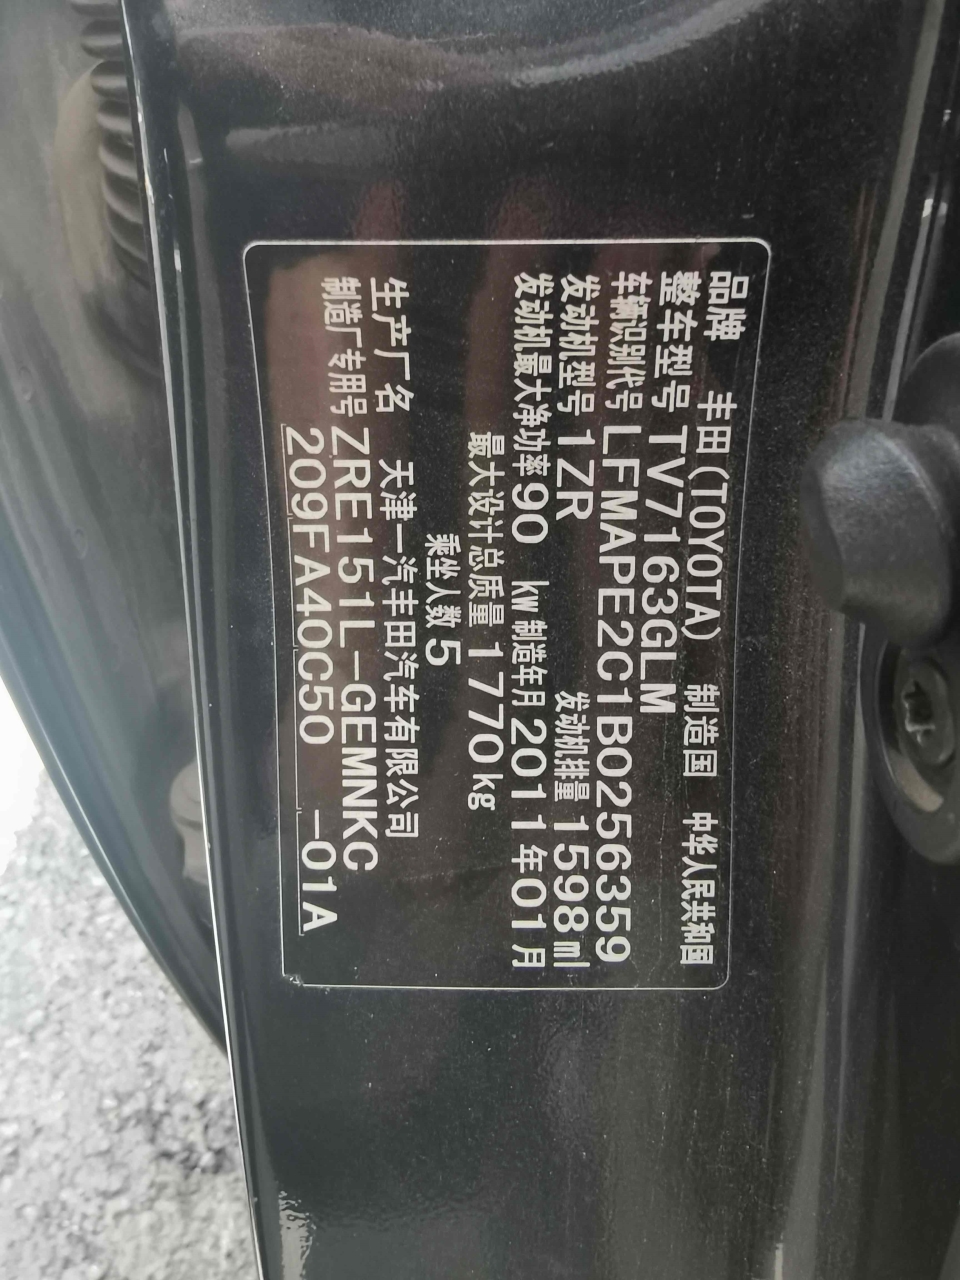 品牌 丰田(TOYOTA) 制造国 中华人民共和国
整车型号 TV7163GLM
车辆识别代号 LFMAPE2C1B0256359
发动机型号 1ZR 发动机排量 1598ml
发动机最大净功率 90 kW 制造年月 2011年01月
最大设计总质量 1770kg
乘坐人数 5
生产厂名 天津一汽丰田汽车有限公司
制造厂专用号 ZRE151L-GEMNKC
209FA40C50 -01A